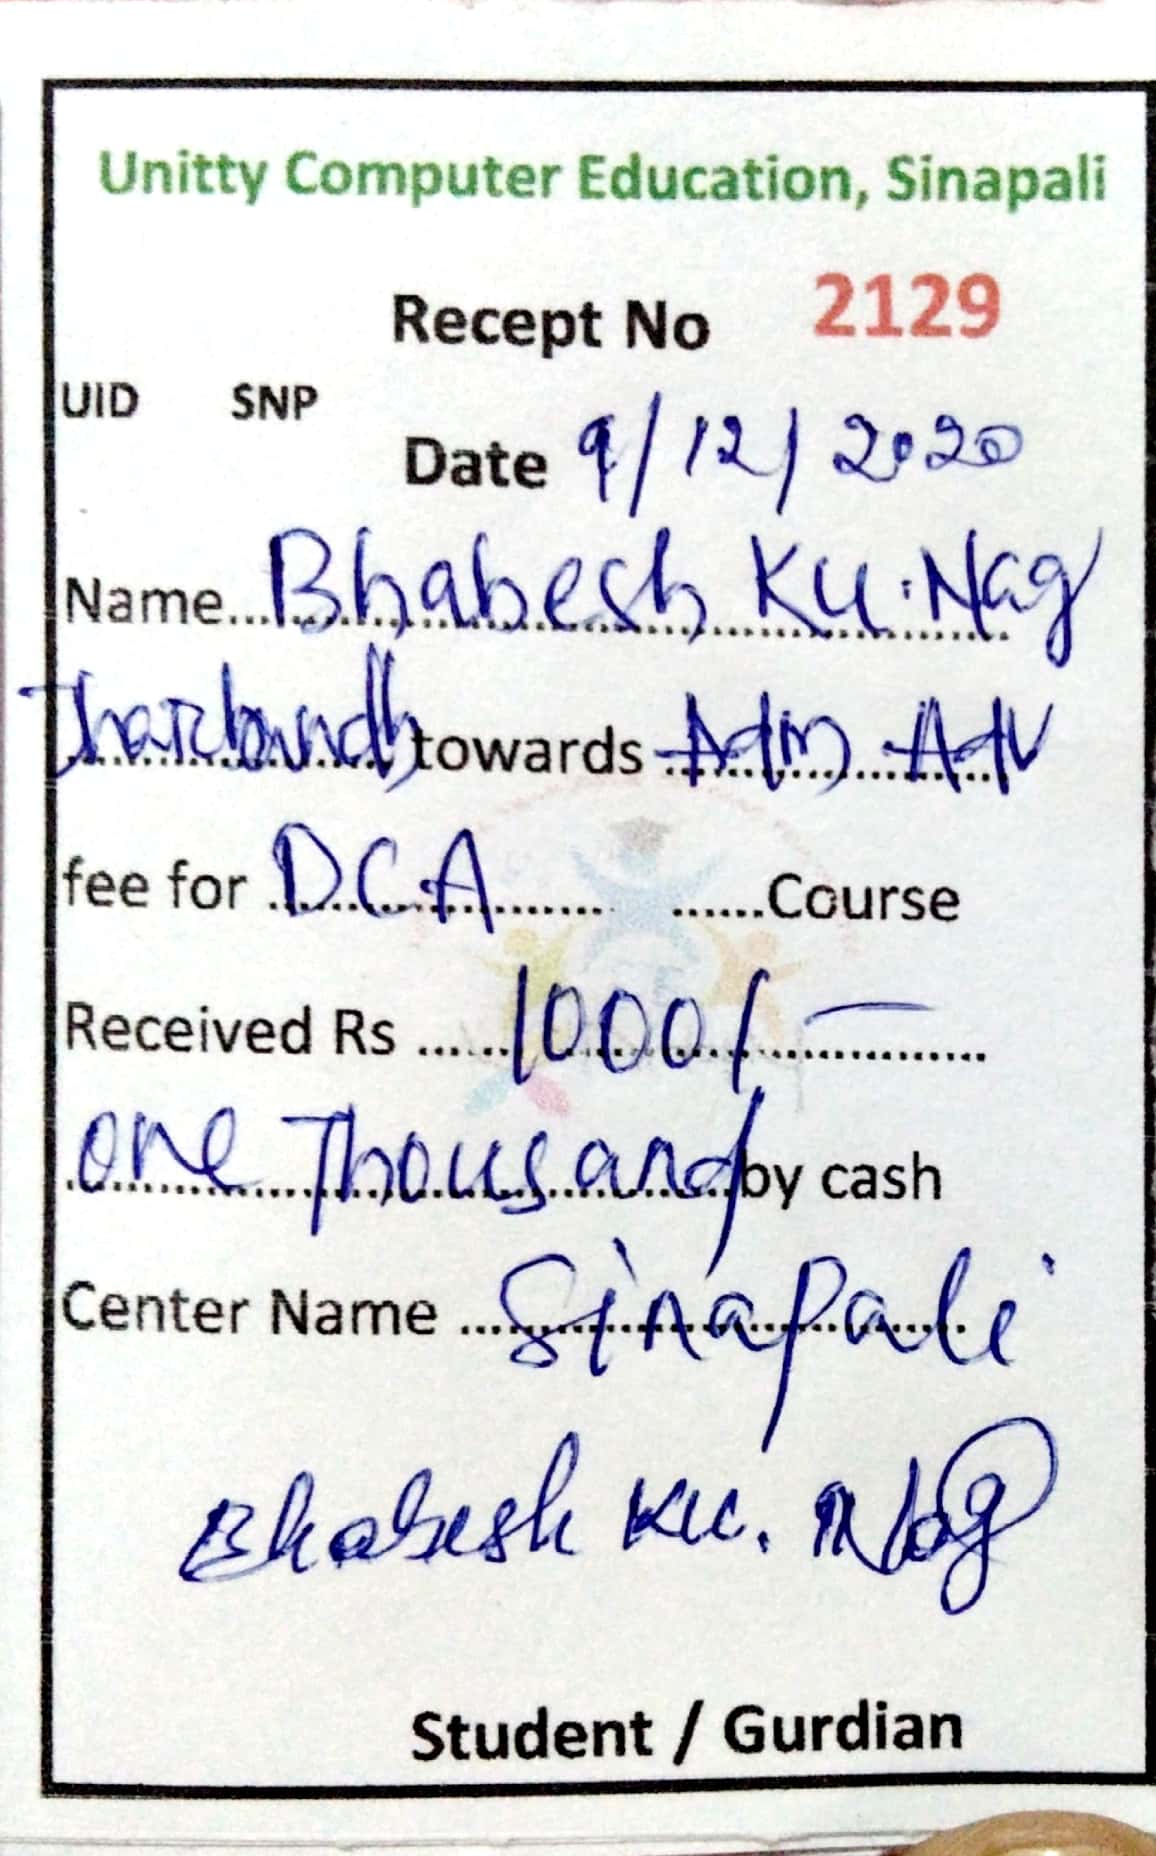 Unitty Computer Education, Sinapali
Recept No 2129
UID SNP
Date 9/12/2020
Name...Bhabesh Ku. Nag
Jharbandh towards Adm Adv
fee for D.C.A ......Course
Received Rs ......1000/-
one Thousand by cash
Center Name ... Sinapali
Bhabesh Ku. Nag
Student / Gurdian